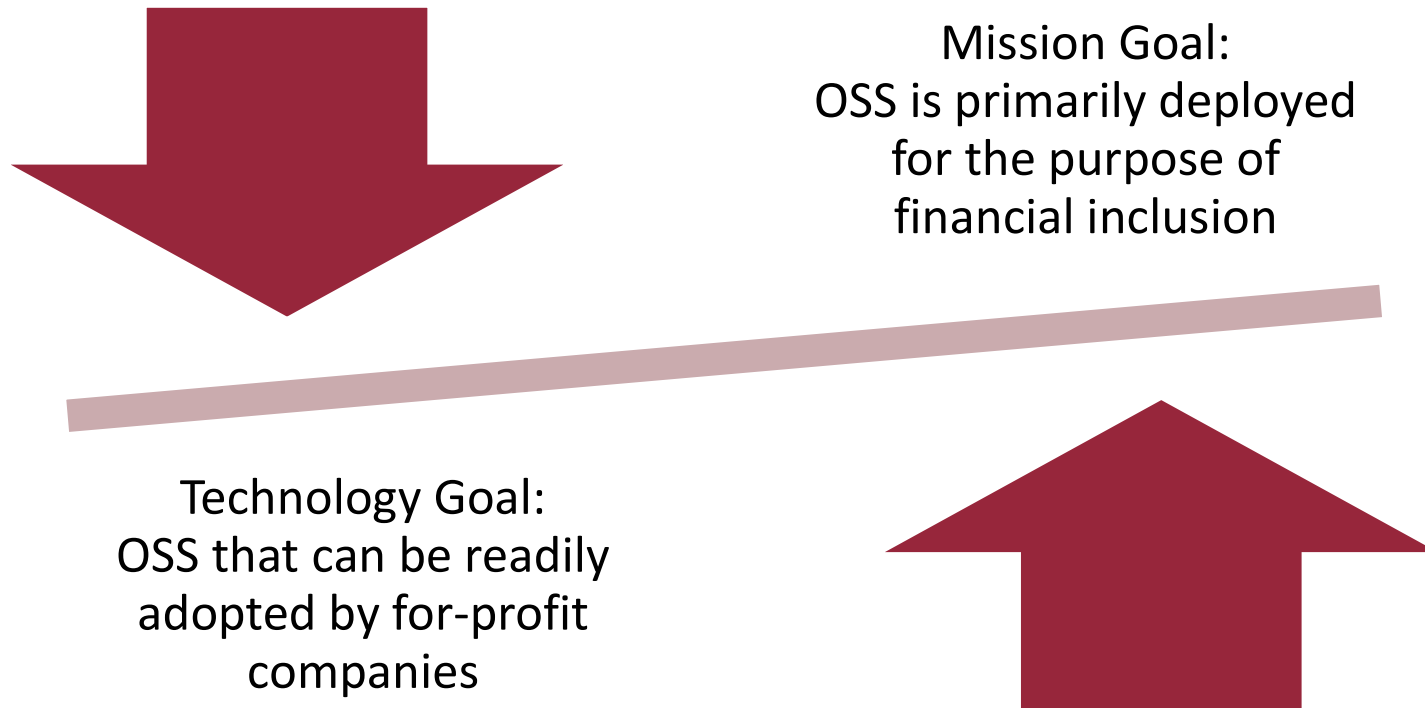 Mission Goal:
OSS is primarily deployed
for the purpose of
financial inclusion
Technology Goal:
OSS that can be readily
adopted by for-profit
companies